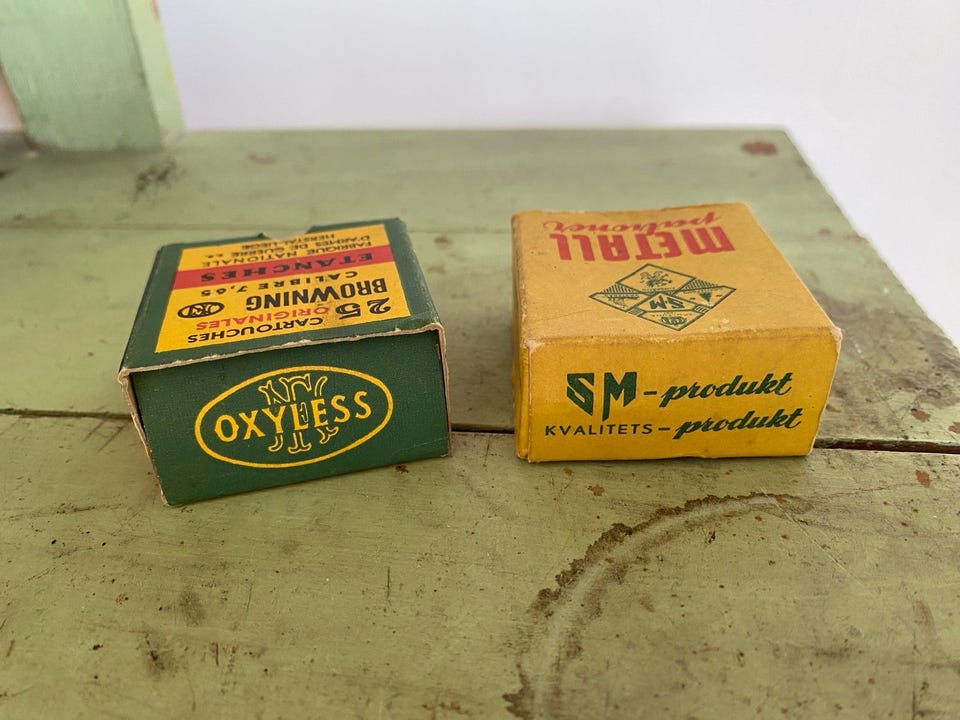 CARTOUCHES
25 ORIGINALES
BROWNING
CALIBRE 7,65
ETANCHES
FABRIQUE NATIONALE
D'ARMES DE GUERRE S.A.
HERSTAL-LIEGE
FN
OXYLESS
METALL
patroner
SM
SM-produkt
KVALITETS-produkt